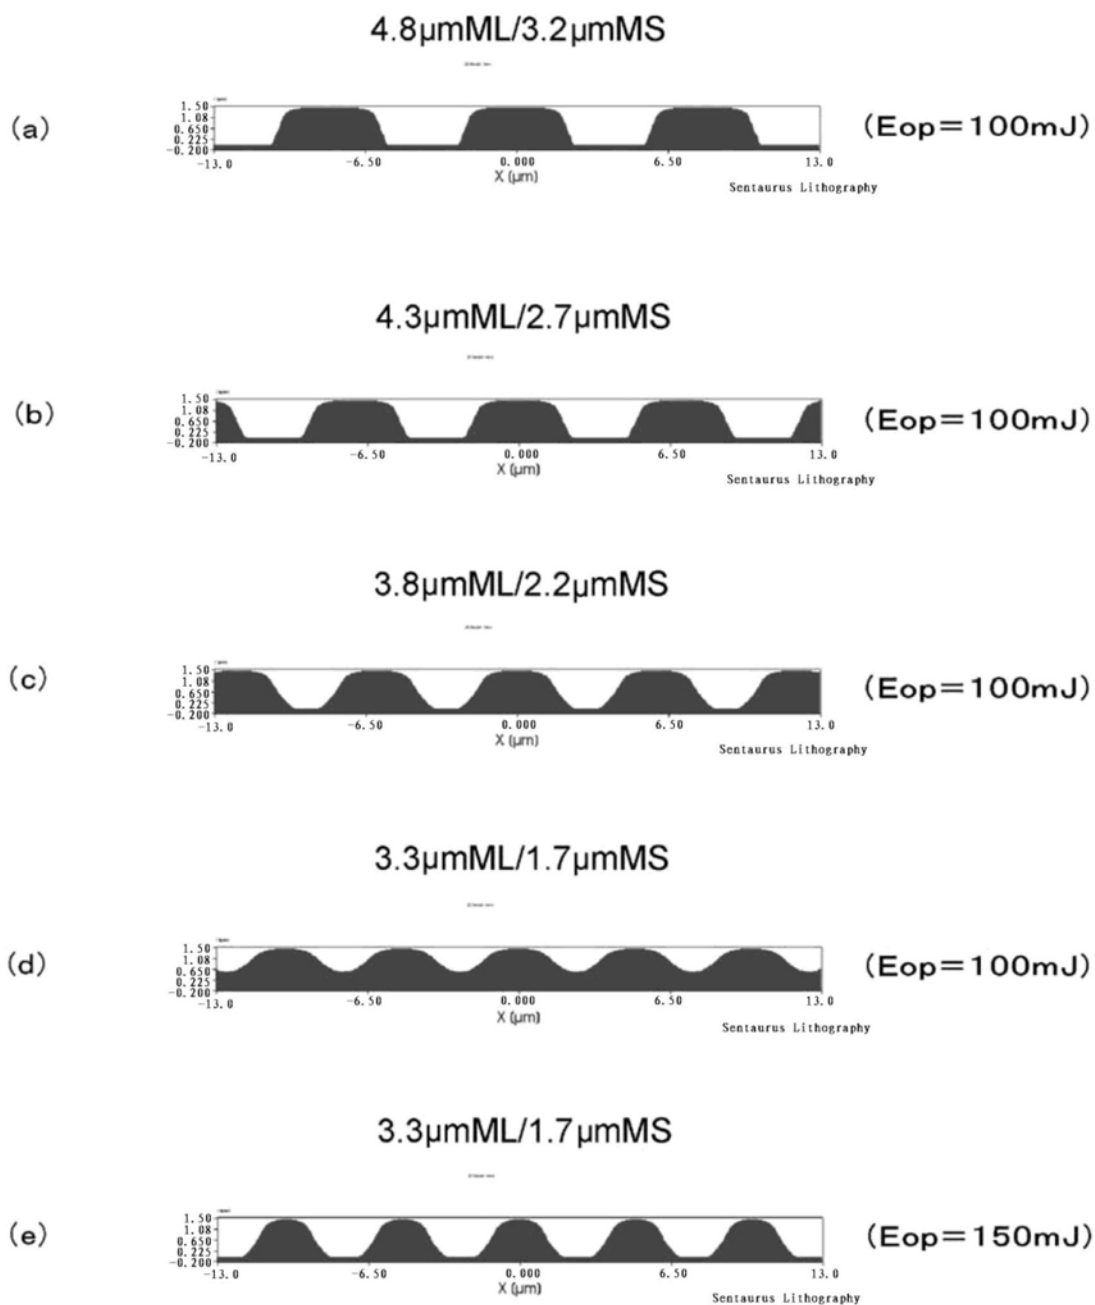 4.8µmML/3.2µmMS
(a)
1.50
1.08
0.650
0.225
-0.200
-13.0 -6.50 0.000 6.50 13.0
X (µm)
Sentaurus Lithography
(Eop=100mJ)
4.3µmML/2.7µmMS
(b)
1.50
1.08
0.650
0.225
-0.200
-13.0 -6.50 0.000 6.50 13.0
X (µm)
Sentaurus Lithography
(Eop=100mJ)
3.8µmML/2.2µmMS
(c)
1.50
1.08
0.650
0.225
-0.200
-13.0 -6.50 0.000 6.50 13.0
X (µm)
Sentaurus Lithography
(Eop=100mJ)
3.3µmML/1.7µmMS
(d)
1.50
1.08
0.650
0.225
-0.200
-13.0 -6.50 0.000 6.50 13.0
X (µm)
Sentaurus Lithography
(Eop=100mJ)
3.3µmML/1.7µmMS
(e)
1.50
1.08
0.650
0.225
-0.200
-13.0 -6.50 0.000 6.50 13.0
X (µm)
Sentaurus Lithography
(Eop=150mJ)